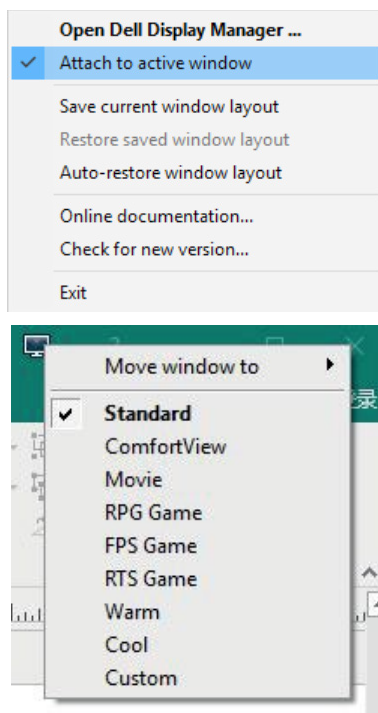 Open Dell Display Manager ...
Attach to active window
Save current window layout
Restore saved window layout
Auto-restore window layout
Online documentation...
Check for new version...
Exit
Move window to
录
Standard
ComfortView
Movie
RPG Game
FPS Game
RTS Game
Warm
Cool
Custom